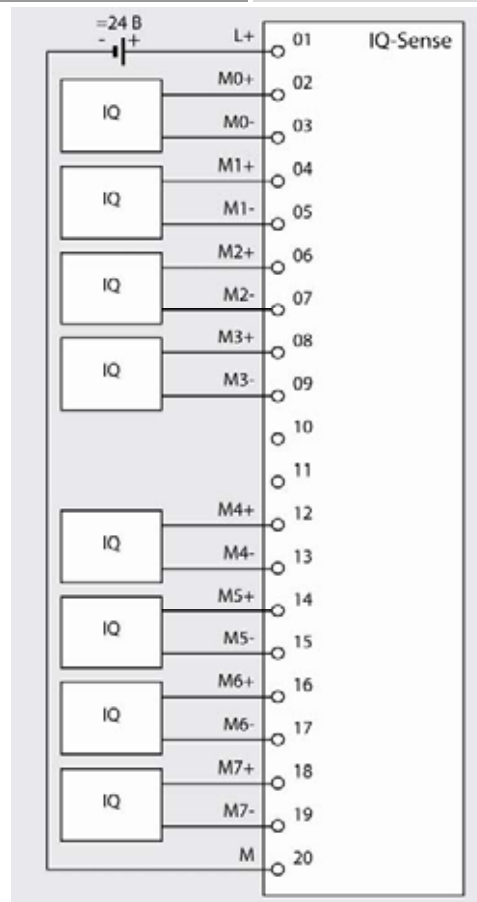 =24 В
- +
L+ 01 IQ-Sense
M0+ 02
IQ
M0- 03
M1+ 04
IQ
M1- 05
M2+ 06
IQ
M2- 07
M3+ 08
IQ
M3- 09
10
11
M4+ 12
IQ
M4- 13
M5+ 14
IQ
M5- 15
M6+ 16
IQ
M6- 17
M7+ 18
IQ
M7- 19
M 20